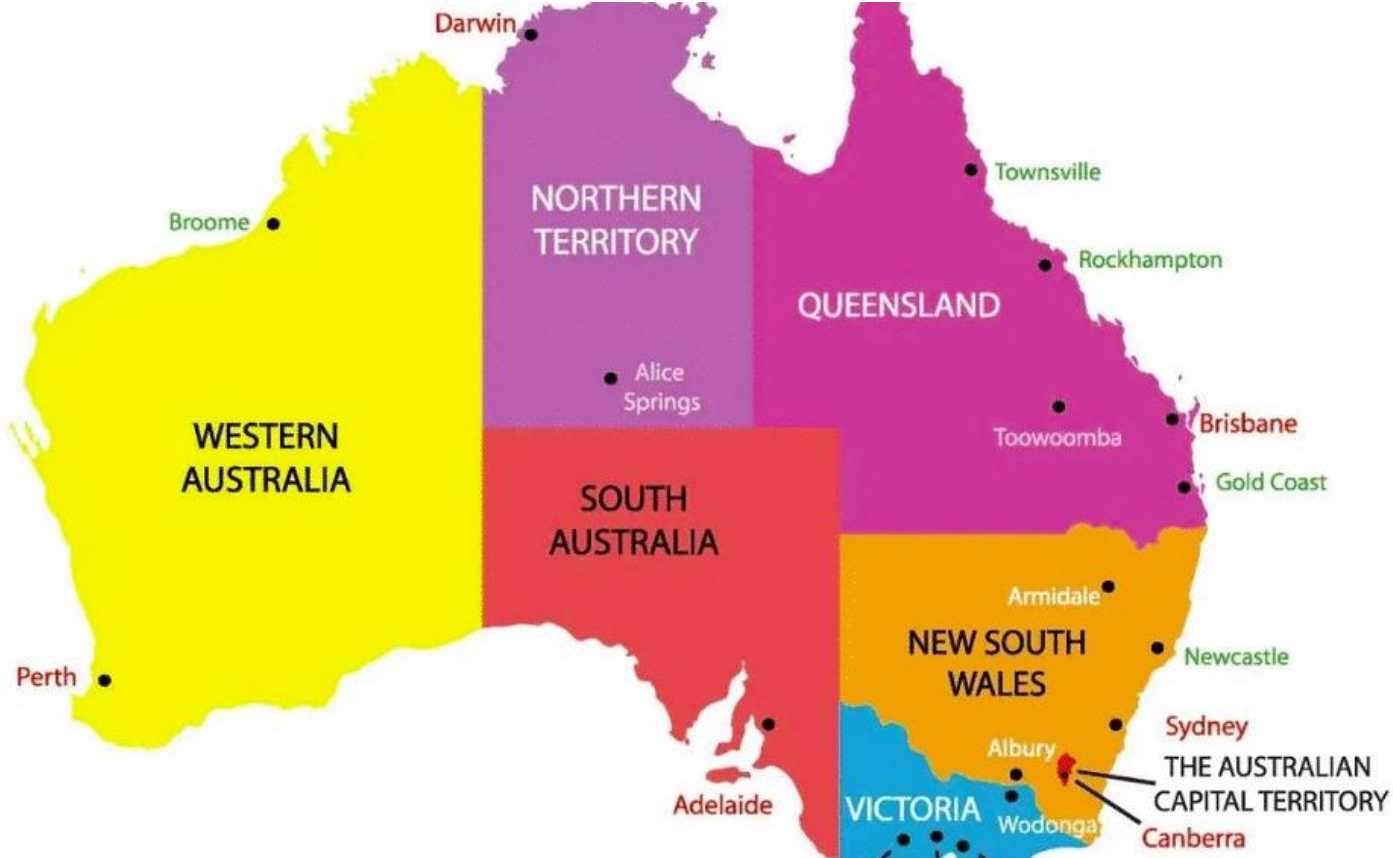 Darwin
Townsville
NORTHERN
TERRITORY
Broome
Rockhampton
QUEENSLAND
Alice
Springs
WESTERN
AUSTRALIA
Toowoomba
Brisbane
Gold Coast
SOUTH
AUSTRALIA
Armidale
NEW SOUTH
WALES
Newcastle
Perth
Sydney
Albury
THE AUSTRALIAN
CAPITAL TERRITORY
Adelaide
VICTORIA
Wodonga
Canberra